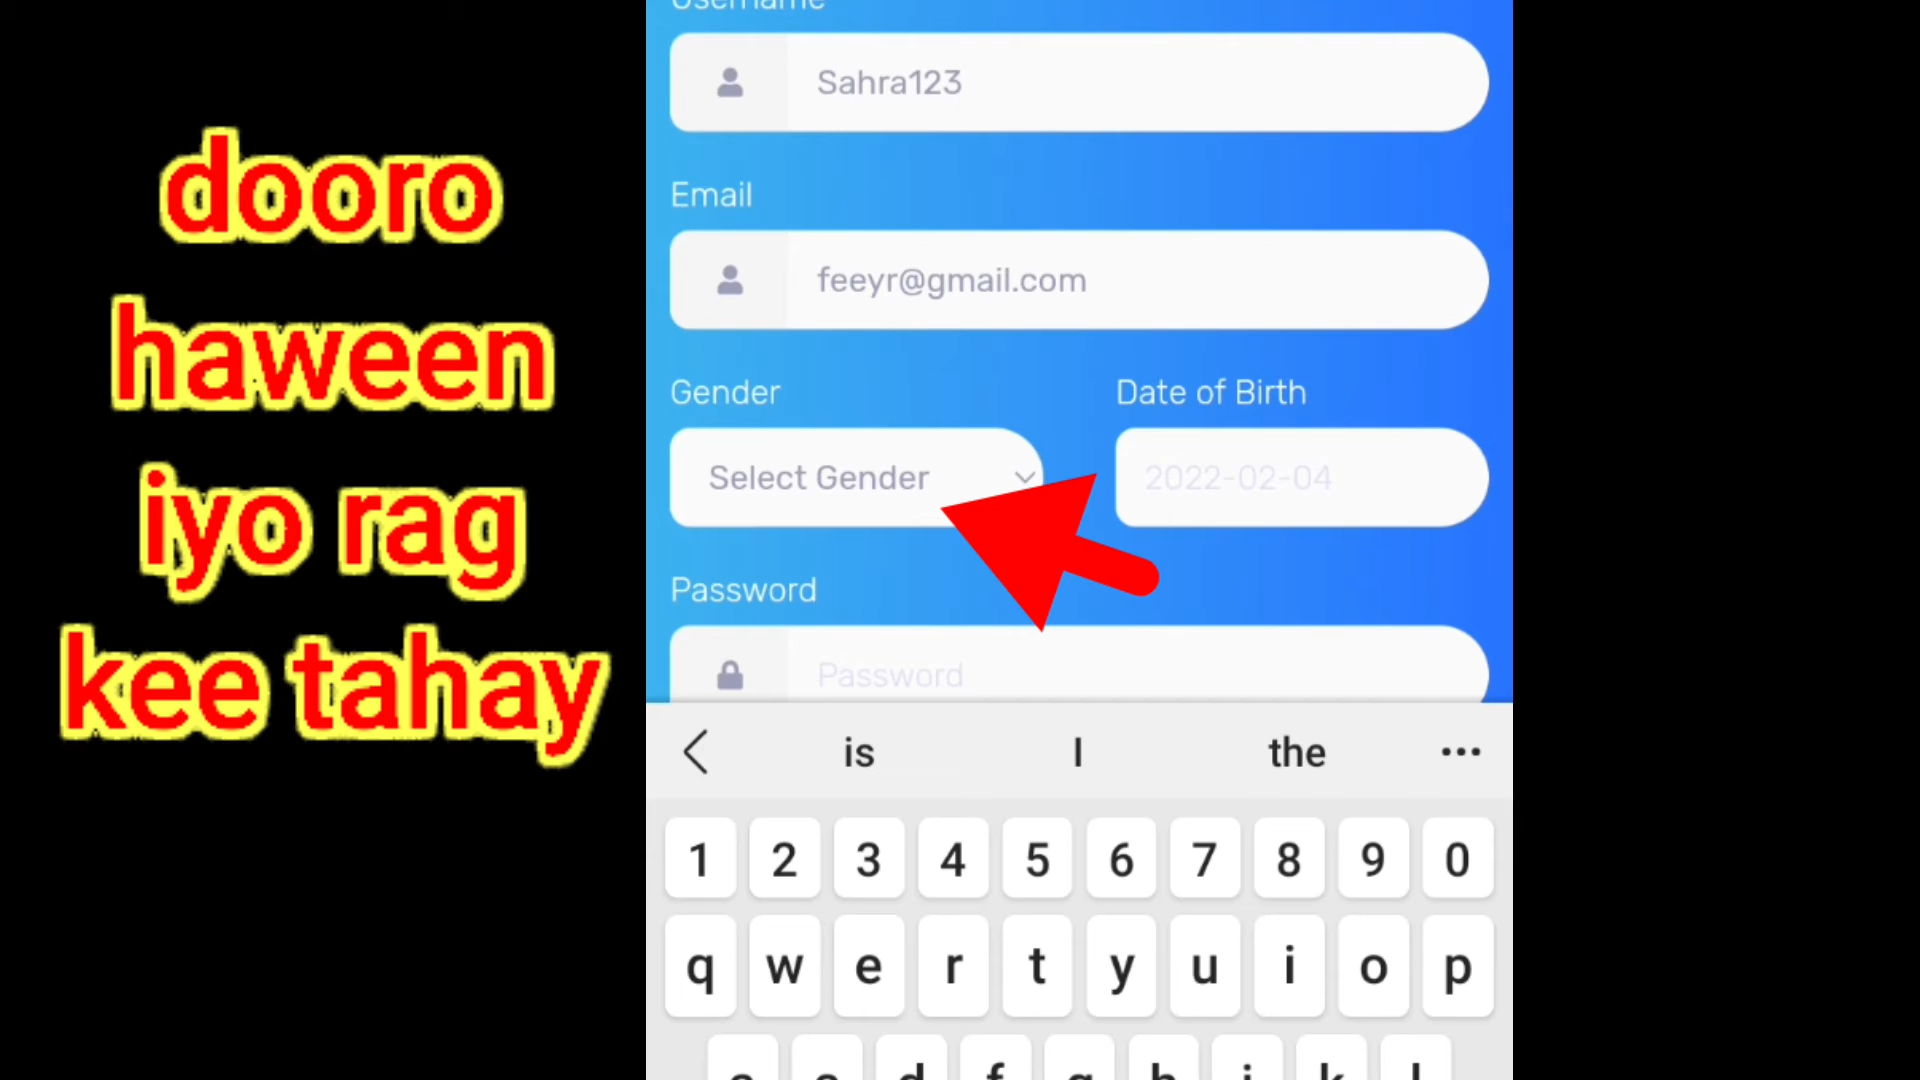 dooro
haween
iyo rag
kee tahay
Username
Sahra123
Email
feeyr@gmail.com
Gender
Date of Birth
Select Gender
2022-02-04
Password
Password
is I the
1 2 3 4 5 6 7 8 9 0
q w e r t y u i o p
a s d f g h j k l